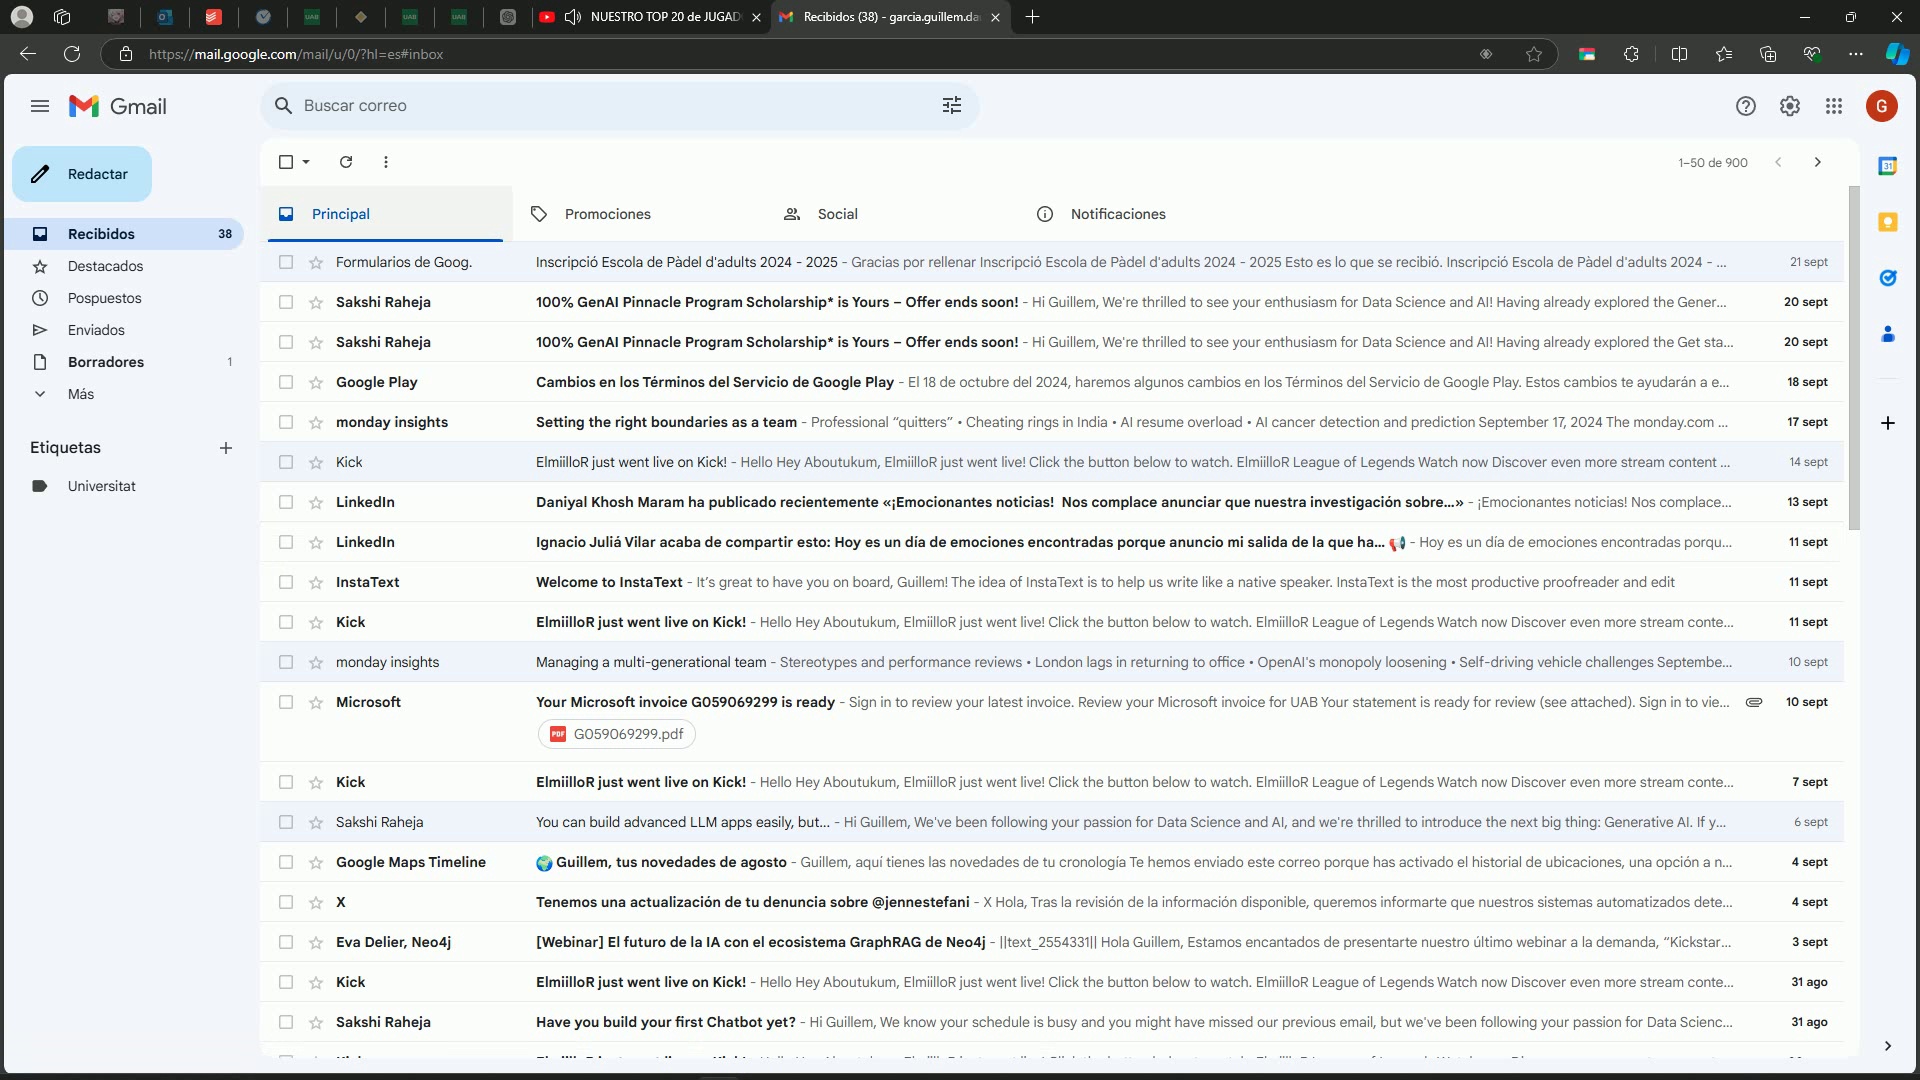 NUESTRO TOP 20 de JUGAD
Recibidos (38) - garcia.guillem.da
https://mail.google.com/mail/u/0/?hl=es#inbox
Gmail
Buscar correo
G
Redactar
1–50 de 900
31
Principal
Promociones
Social
Notificaciones
Recibidos 38
Destacados
Pospuestos
Enviados
Borradores 1
Más
Etiquetas
Universitat
Formularios de Goog. Inscripció Escola de Pàdel d'adults 2024 - 2025 - Gracias por rellenar Inscripció Escola de Pàdel d'adults 2024 - 2025 Esto es lo que se recibió. Inscripció Escola de Pàdel d'adults 2024 - ... 21 sept
Sakshi Raheja 100% GenAI Pinnacle Program Scholarship* is Yours – Offer ends soon! - Hi Guillem, We're thrilled to see your enthusiasm for Data Science and AI! Having already explored the Gener... 20 sept
Sakshi Raheja 100% GenAI Pinnacle Program Scholarship* is Yours – Offer ends soon! - Hi Guillem, We're thrilled to see your enthusiasm for Data Science and AI! Having already explored the Get sta... 20 sept
Google Play Cambios en los Términos del Servicio de Google Play - El 18 de octubre del 2024, haremos algunos cambios en los Términos del Servicio de Google Play. Estos cambios te ayudarán a e... 18 sept
monday insights Setting the right boundaries as a team - Professional “quitters” • Cheating rings in India • AI resume overload • AI cancer detection and prediction September 17, 2024 The monday.com ... 17 sept
Kick ElmiilloR just went live on Kick! - Hello Hey Aboutukum, ElmiilloR just went live! Click the button below to watch. ElmiilloR League of Legends Watch now Discover even more stream content ... 14 sept
LinkedIn Daniyal Khosh Maram ha publicado recientemente «¡Emocionantes noticias! Nos complace anunciar que nuestra investigación sobre...» - ¡Emocionantes noticias! Nos complace... 13 sept
LinkedIn Ignacio Juliá Vilar acaba de compartir esto: Hoy es un día de emociones encontradas porque anuncio mi salida de la que ha... 📢 - Hoy es un día de emociones encontradas porqu... 11 sept
InstaText Welcome to InstaText - It’s great to have you on board, Guillem! The idea of InstaText is to help us write like a native speaker. InstaText is the most productive proofreader and edit 11 sept
Kick ElmiilloR just went live on Kick! - Hello Hey Aboutukum, ElmiilloR just went live! Click the button below to watch. ElmiilloR League of Legends Watch now Discover even more stream conte... 11 sept
monday insights Managing a multi-generational team - Stereotypes and performance reviews • London lags in returning to office • OpenAI's monopoly loosening • Self-driving vehicle challenges Septembe... 10 sept
Microsoft Your Microsoft invoice G059069299 is ready - Sign in to review your latest invoice. Review your Microsoft invoice for UAB Your statement is ready for review (see attached). Sign in to vie... 10 sept
PDF G059069299.pdf
Kick ElmiilloR just went live on Kick! - Hello Hey Aboutukum, ElmiilloR just went live! Click the button below to watch. ElmiilloR League of Legends Watch now Discover even more stream conte... 7 sept
Sakshi Raheja You can build advanced LLM apps easily, but... - Hi Guillem, We've been following your passion for Data Science and AI, and we're thrilled to introduce the next big thing: Generative AI. If y... 6 sept
Google Maps Timeline 🌍 Guillem, tus novedades de agosto - Guillem, aquí tienes las novedades de tu cronología Te hemos enviado este correo porque has activado el historial de ubicaciones, una opción a n... 4 sept
X Tenemos una actualización de tu denuncia sobre @jennestefani - X Hola, Tras la revisión de la información disponible, queremos informarte que nuestros sistemas automatizados dete... 4 sept
Eva Delier, Neo4j [Webinar] El futuro de la IA con el ecosistema GraphRAG de Neo4j - ||text_2554331|| Hola Guillem, Estamos encantados de presentarte nuestro último webinar a la demanda, “Kickstar... 3 sept
Kick ElmiilloR just went live on Kick! - Hello Hey Aboutukum, ElmiilloR just went live! Click the button below to watch. ElmiilloR League of Legends Watch now Discover even more stream conte... 31 ago
Sakshi Raheja Have you build your first Chatbot yet? - Hi Guillem, We know your schedule is busy and you might have missed our previous email, but we've been following your passion for Data Scienc... 31 ago